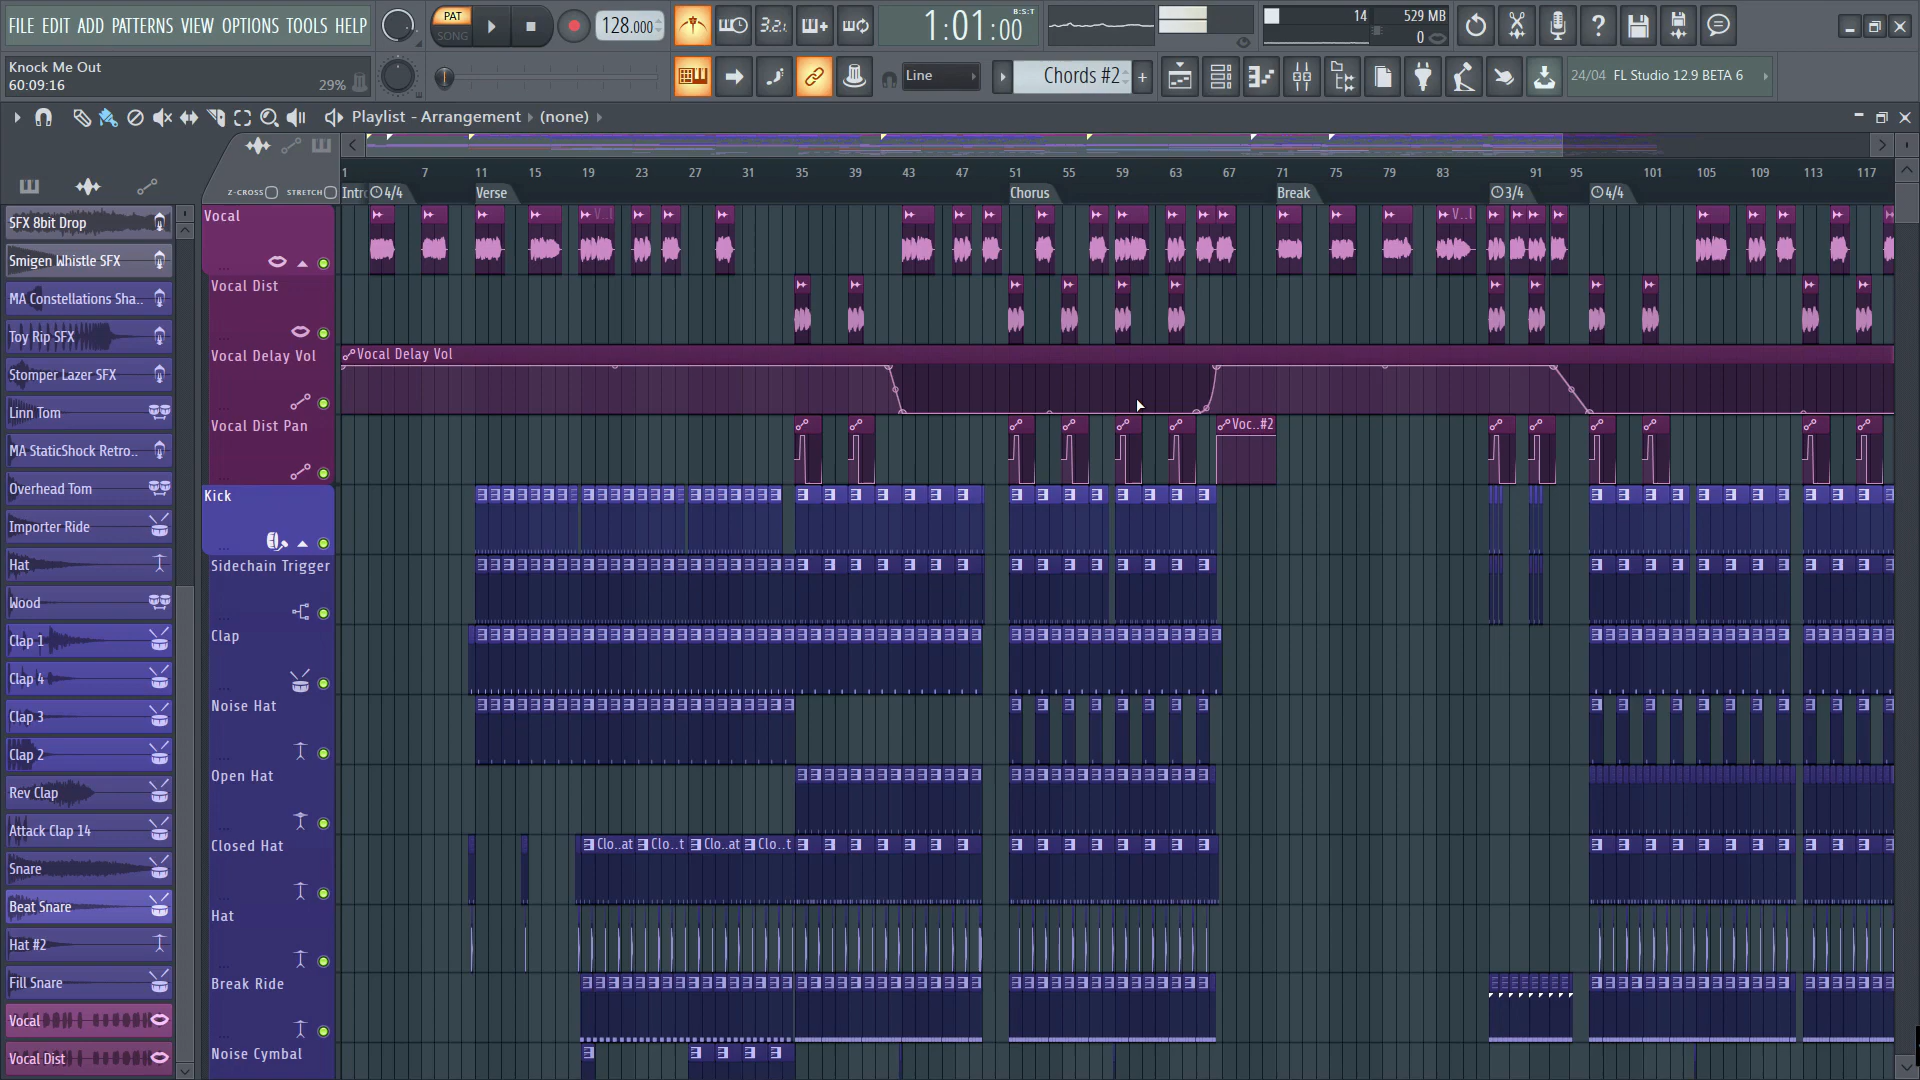 FILE EDIT ADD PATTERNS VIEW OPTIONS TOOLS HELP
PAT
SONG
128.000
3.2.1
1:01:00
B:S:T
14
529 MB
0
Knock Me Out
60:09:16
29%
Line
Chords #2
24/04 FL Studio 12.9 BETA 6
Playlist - Arrangement
(none)
Z-CROSS
STRETCH
1 7 11 15 19 23 27 31 35 39 43 47 51 55 59 63 67 71 75 79 83 91 95 101 105 109 113 117
4/4
Verse
Chorus
Break
3/4
4/4
SFX 8bit Drop
Smigen Whistle SFX
MA Constellations Sha..
Toy Rip SFX
Stomper Lazer SFX
Linn Tom
MA StaticShock Retro..
Overhead Tom
Importer Ride
Hat
Wood
Clap 1
Clap 4
Clap 3
Clap 2
Rev Clap
Attack Clap 14
Snare
Beat Snare
Hat #2
Fill Snare
Vocal
Vocal Dist
Vocal
V..l
V..l
Vocal Dist
Vocal Delay Vol
Vocal Delay Vol
Vocal Dist Pan
Voc..#2
Kick
Sidechain Trigger
Clap
Noise Hat
Open Hat
Closed Hat
Clo..at
Clo..t
Clo..at
Clo..t
Hat
Break Ride
Noise Cymbal